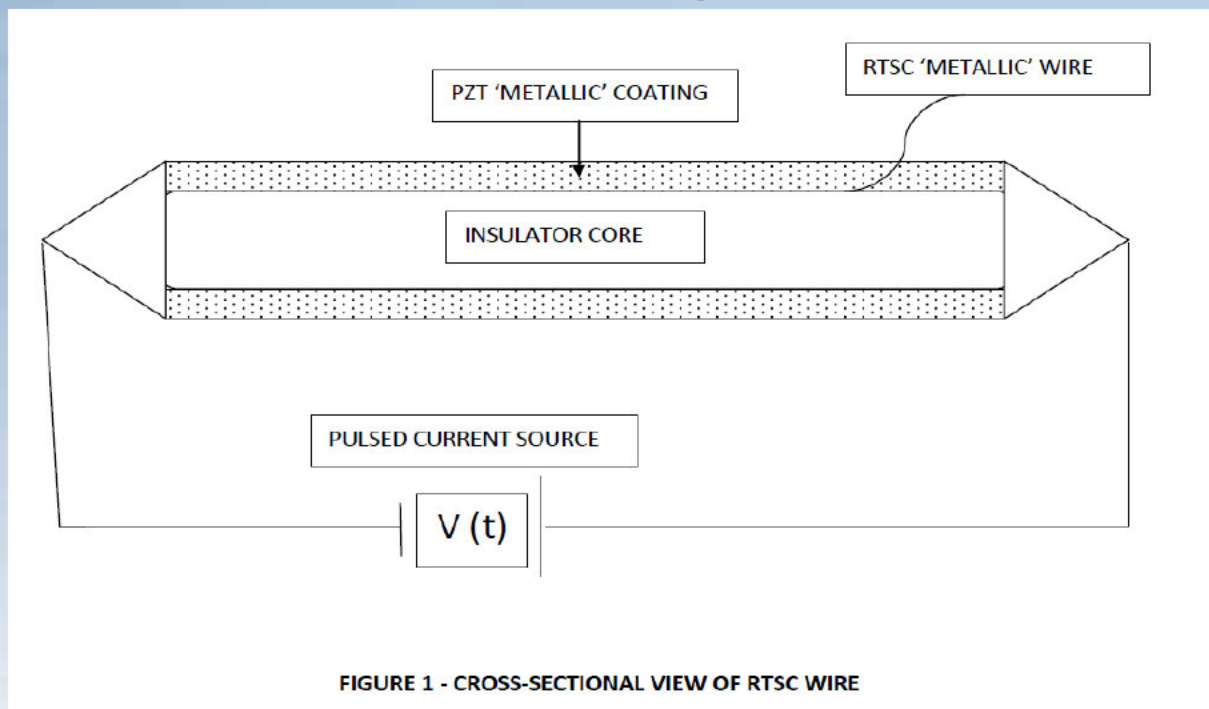 RTSC ‘METALLIC’ WIRE
PZT ‘METALLIC’ COATING
INSULATOR CORE
PULSED CURRENT SOURCE
V (t)
FIGURE 1 - CROSS-SECTIONAL VIEW OF RTSC WIRE